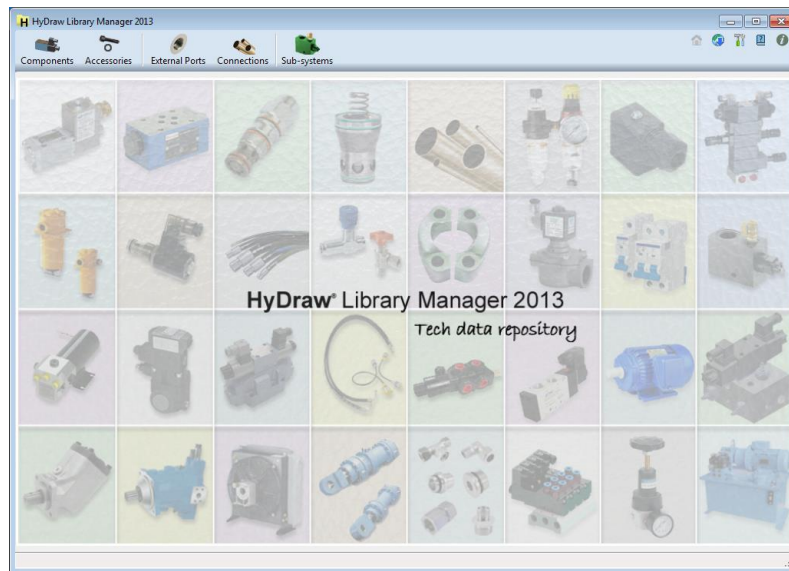 HyDraw Library Manager 2013
Components Accessories External Ports Connections Sub-systems
HyDraw® Library Manager 2013
Tech data repository